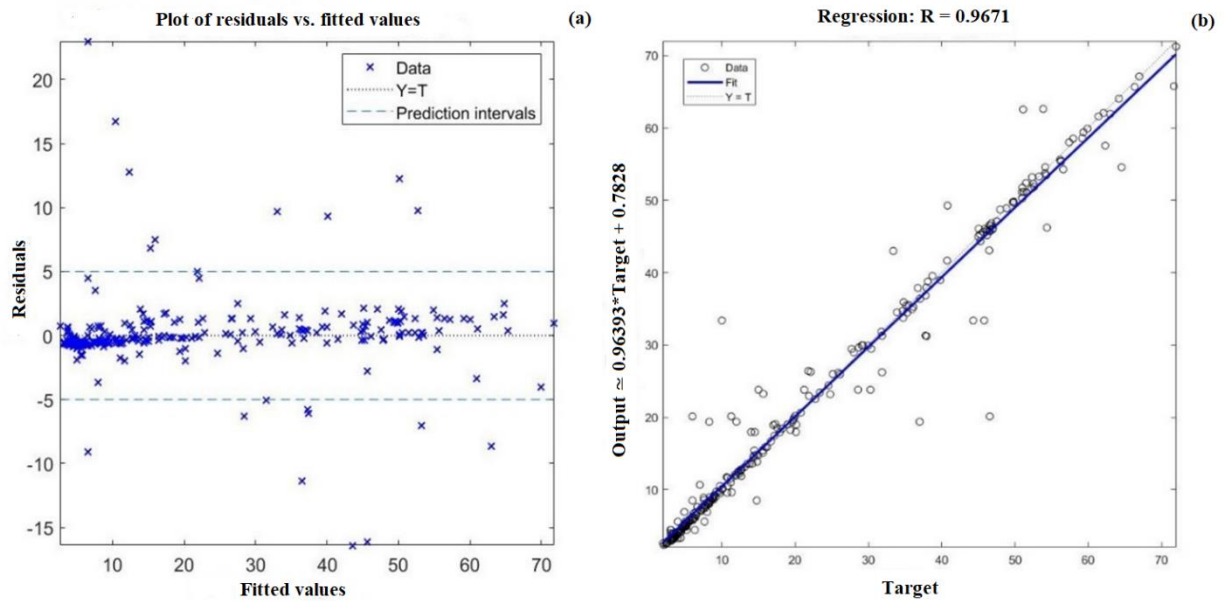 Plot of residuals vs. fitted values
(a)
20
15
10
5
0
-5
-10
-15
10
20
30
40
50
60
70
Residuals
Fitted values
Data
Y=T
Prediction intervals
Regression: R = 0.9671
(b)
70
60
50
40
30
20
10
10
20
30
40
50
60
70
Output ≃ 0.96393*Target + 0.7828
Target
Data
Fit
Y = T